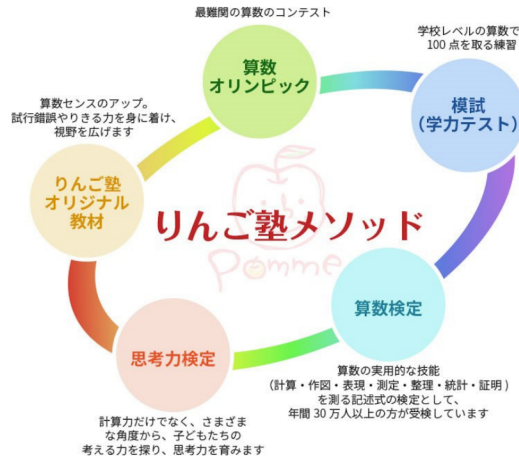 最難関の算数のコンテスト
算数
オリンピック
学校レベルの算数で
100 点を取る練習
模試
（学力テスト）
算数センスのアップ。
試行錯誤やりきる力を身に着け、
視野を広げます
りんご塾
オリジナル
教材
りんご塾メソッド
Pomme
算数検定
算数の実用的な技能
（計算・作図・表現・測定・整理・統計・証明 )
を測る記述式の検定として、
年間 30 万人以上の方が受検しています
思考力検定
計算力だけでなく、さまざま
な角度から、子どもたちの
考える力を探り、思考力を育みます